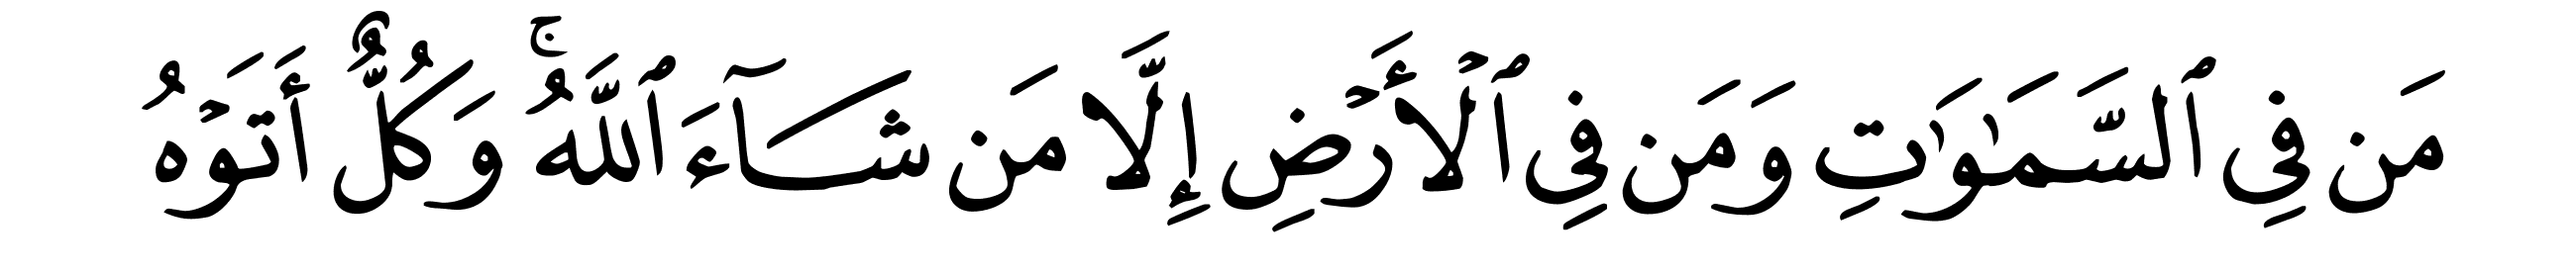 مَن فِي ٱلسَّمَٰوَٰتِ وَمَن فِي ٱلْأَرْضِ إِلَّا مَن شَآءَ ٱللَّهُۚ وَكُلٌّ أَتَوْهُ